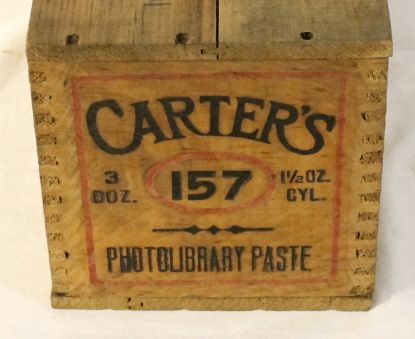 CARTER'S
3 DOZ. 157 1½ OZ. CYL.
PHOTOLIBRARY PASTE